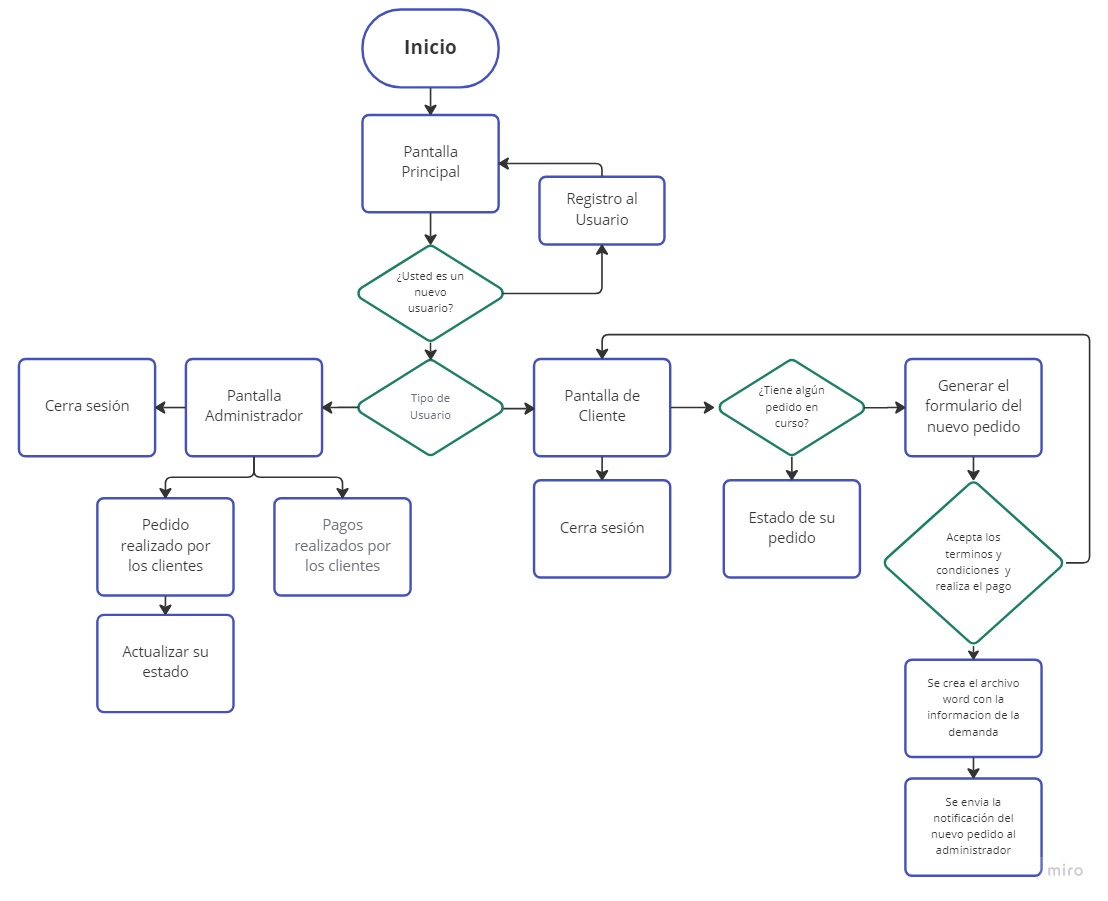 Inicio
Pantalla
Principal
Registro al
Usuario
¿Usted es un
nuevo
usuario?
Cerra sesión
Pantalla
Administrador
Tipo de
Usuario
Pantalla de
Cliente
¿Tiene algún
pedido en
curso?
Generar el
formulario del
nuevo pedido
Pedido
realizado por
los clientes
Pagos
realizados por
los clientes
Cerra sesión
Estado de su
pedido
Acepta los
terminos y
condiciones y
realiza el pago
Actualizar su
estado
Se crea el archivo
word con la
informacion de la
demanda
Se envia la
notificación del
nuevo pedido al
administrador
miro